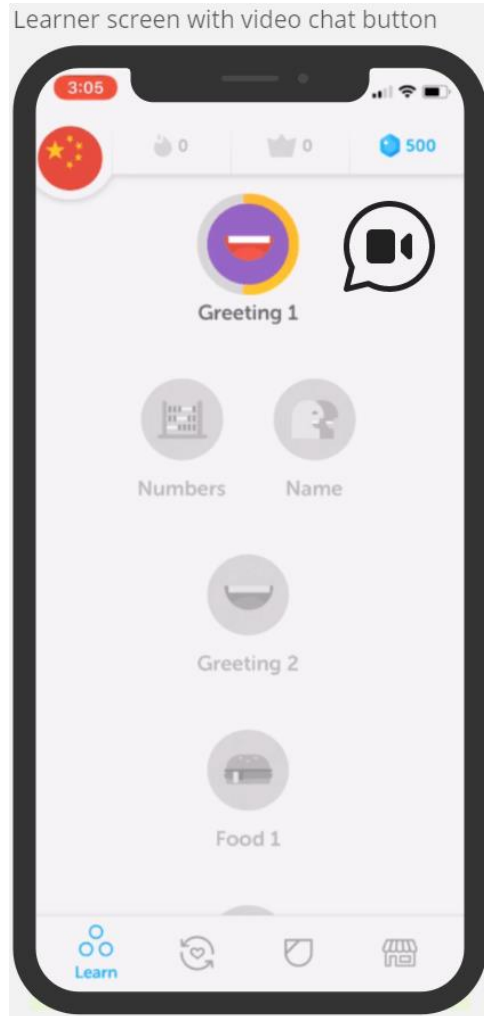 Learner screen with video chat button
3:05
0 0 500
Greeting 1
Numbers Name
Greeting 2
Food 1
Learn